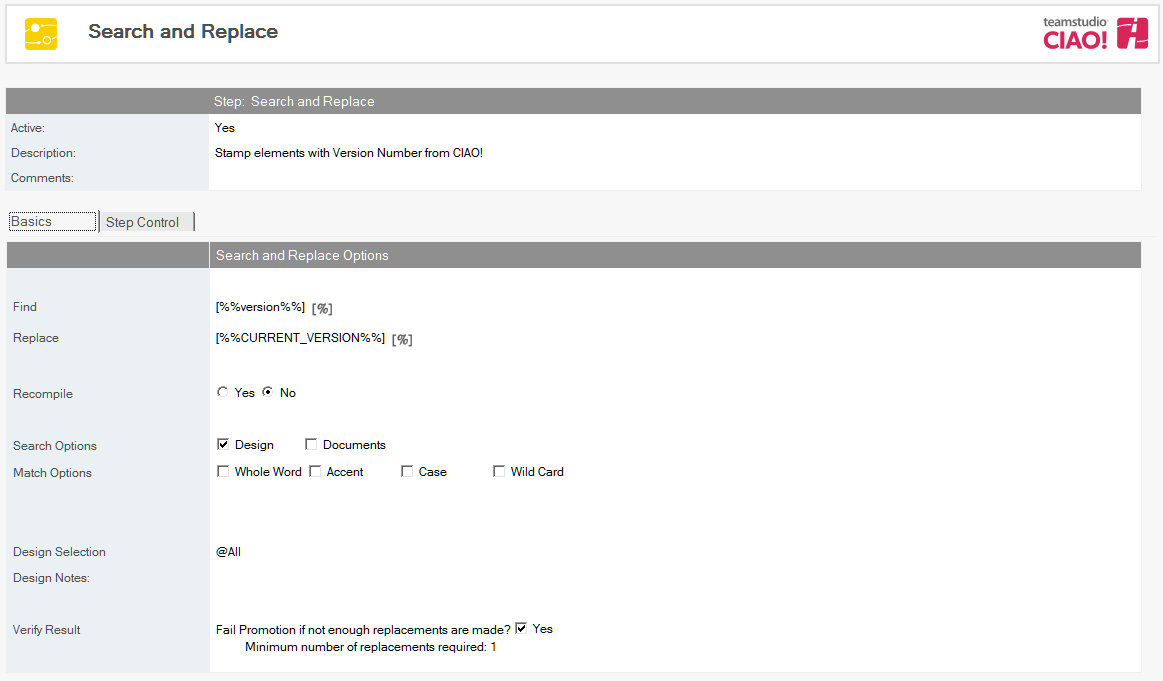 Search and Replace
teamstudio
CIAO!
Step: Search and Replace
Active: Yes
Description: Stamp elements with Version Number from CIAO!
Comments:
Basics Step Control
Search and Replace Options
Find [%%version%%] [%]
Replace [%%CURRENT_VERSION%%] [%]
Recompile Yes No
Search Options Design Documents
Match Options Whole Word Accent Case Wild Card
Design Selection @All
Design Notes:
Verify Result Fail Promotion if not enough replacements are made? Yes
Minimum number of replacements required: 1